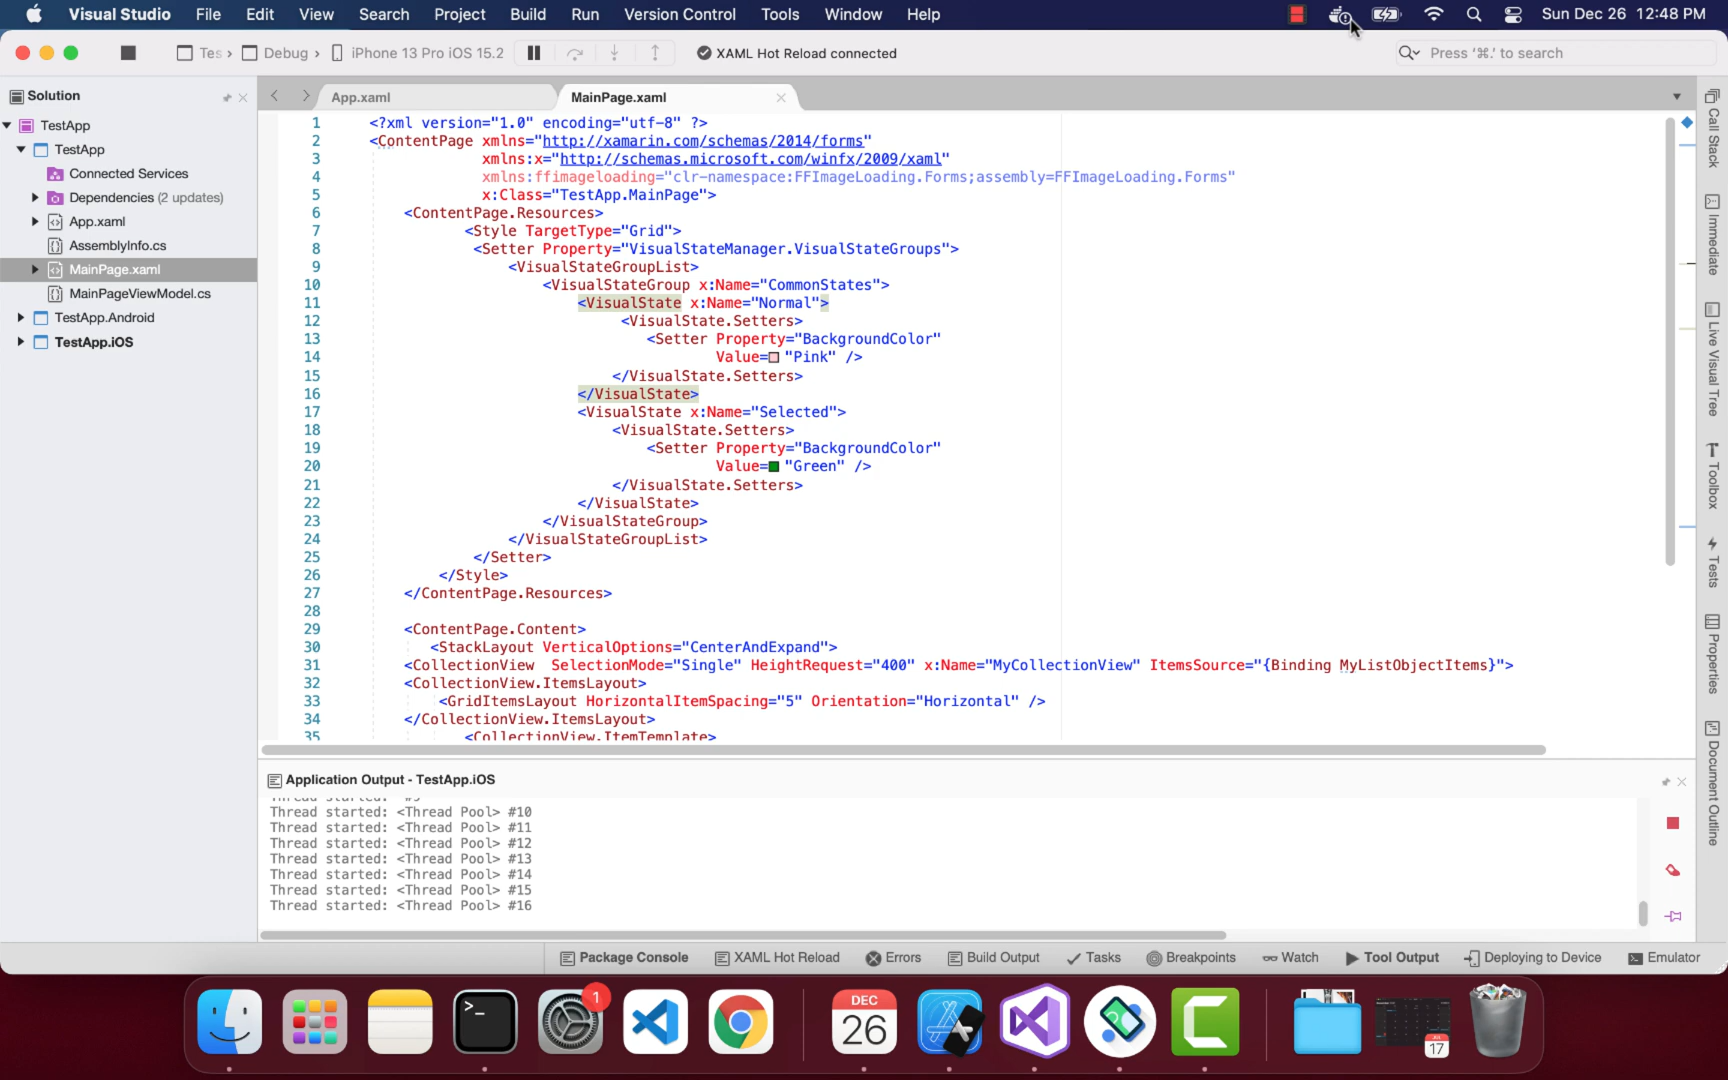 Visual Studio File Edit View Search Project Build Run Version Control Tools Window Help Sun Dec 26 12:48 PM
Tes › Debug › iPhone 13 Pro iOS 15.2 XAML Hot Reload connected Press '⌘.' to search
Solution
TestApp
TestApp
Connected Services
Dependencies (2 updates)
App.xaml
AssemblyInfo.cs
MainPage.xaml
MainPageViewModel.cs
TestApp.Android
TestApp.iOS
App.xaml MainPage.xaml
1 <?xml version="1.0" encoding="utf-8" ?>
2 <ContentPage xmlns="http://xamarin.com/schemas/2014/forms"
3 xmlns:x="http://schemas.microsoft.com/winfx/2009/xaml"
4 xmlns:ffimageloading="clr-namespace:FFImageLoading.Forms;assembly=FFImageLoading.Forms"
5 x:Class="TestApp.MainPage">
6 <ContentPage.Resources>
7 <Style TargetType="Grid">
8 <Setter Property="VisualStateManager.VisualStateGroups">
9 <VisualStateGroupList>
10 <VisualStateGroup x:Name="CommonStates">
11 <VisualState x:Name="Normal">
12 <VisualState.Setters>
13 <Setter Property="BackgroundColor"
14 Value="Pink" />
15 </VisualState.Setters>
16 </VisualState>
17 <VisualState x:Name="Selected">
18 <VisualState.Setters>
19 <Setter Property="BackgroundColor"
20 Value="Green" />
21 </VisualState.Setters>
22 </VisualState>
23 </VisualStateGroup>
24 </VisualStateGroupList>
25 </Setter>
26 </Style>
27 </ContentPage.Resources>
28
29 <ContentPage.Content>
30 <StackLayout VerticalOptions="CenterAndExpand">
31 <CollectionView SelectionMode="Single" HeightRequest="400" x:Name="MyCollectionView" ItemsSource="{Binding MyListObjectItems}">
32 <CollectionView.ItemsLayout>
33 <GridItemsLayout HorizontalItemSpacing="5" Orientation="Horizontal" />
34 </CollectionView.ItemsLayout>
35 <CollectionView.ItemTemplate>
Call Stack
Immediate
Live Visual Tree
Toolbox
Tests
Properties
Document Outline
Application Output - TestApp.iOS
Thread started: <Thread Pool> #10
Thread started: <Thread Pool> #11
Thread started: <Thread Pool> #12
Thread started: <Thread Pool> #13
Thread started: <Thread Pool> #14
Thread started: <Thread Pool> #15
Thread started: <Thread Pool> #16
Package Console XAML Hot Reload Errors Build Output Tasks Breakpoints Watch Tool Output Deploying to Device Emulator
1
DEC
26
17